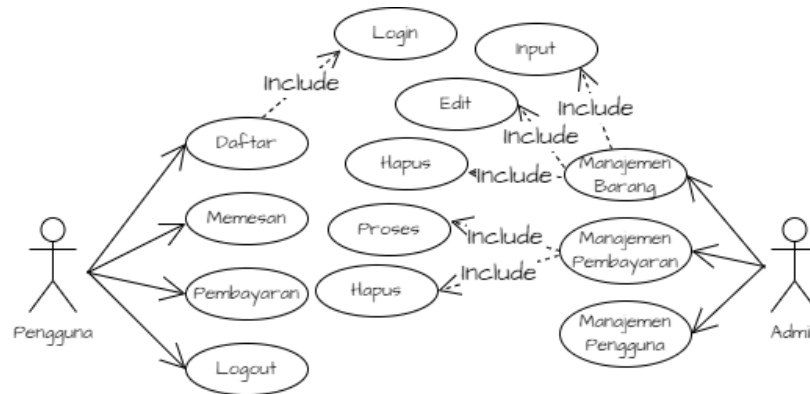 Login
Input
Include
Edit
Include
Daftar
Include
Hapus
Include
Manajemen
Barang
Memesan
Proses
Include
Manajemen
Pembayaran
Include
Pembayaran
Hapus
Pengguna
Manajemen
Pengguna
Admi
Logout